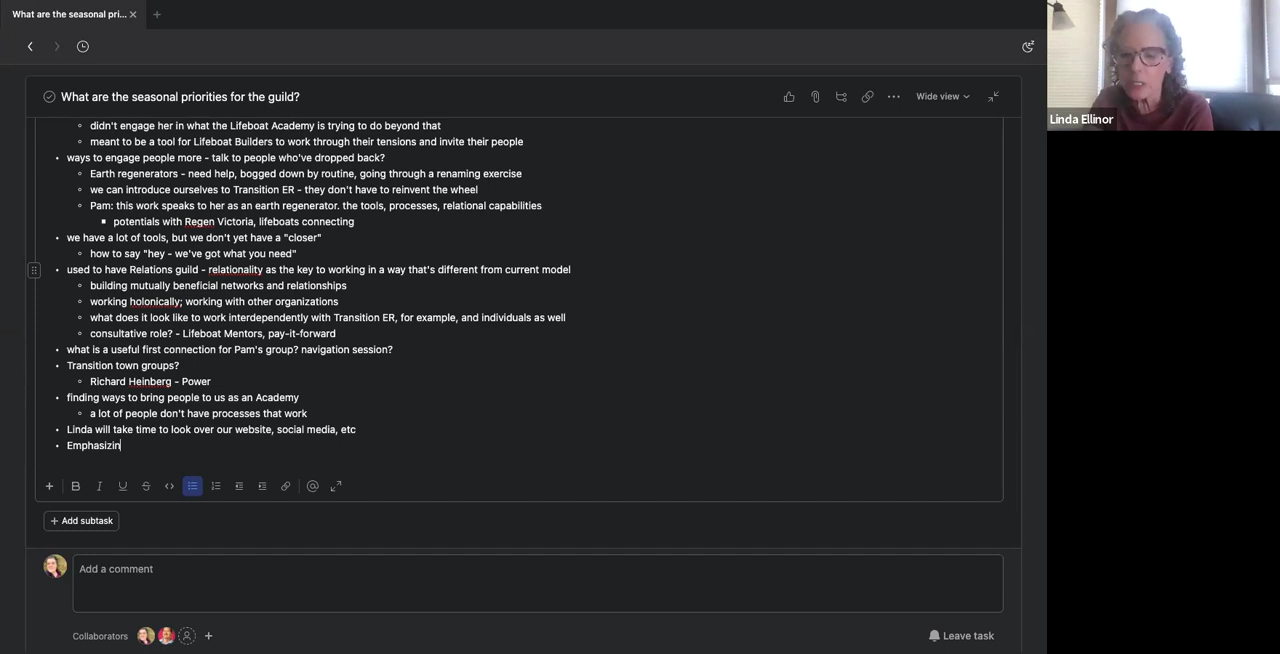 What are the seasonal pri...
What are the seasonal priorities for the guild?
Wide view
didn't engage her in what the Lifeboat Academy is trying to do beyond that
meant to be a tool for Lifeboat Builders to work through their tensions and invite their people
ways to engage people more - talk to people who've dropped back?
Earth regenerators - need help, bogged down by routine, going through a renaming exercise
we can introduce ourselves to Transition ER - they don't have to reinvent the wheel
Pam: this work speaks to her as an earth regenerator. the tools, processes, relational capabilities
potentials with Regen Victoria, lifeboats connecting
we have a lot of tools, but we don't yet have a "closer"
how to say "hey - we've got what you need"
used to have Relations guild - relationality as the key to working in a way that's different from current model
building mutually beneficial networks and relationships
working holonically; working with other organizations
what does it look like to work interdependently with Transition ER, for example, and individuals as well
consultative role? - Lifeboat Mentors, pay-it-forward
what is a useful first connection for Pam's group? navigation session?
Transition town groups?
Richard Heinberg - Power
finding ways to bring people to us as an Academy
a lot of people don't have processes that work
Linda will take time to look over our website, social media, etc
Emphasizin
+ Add subtask
Add a comment
Collaborators
Leave task
Linda Ellinor